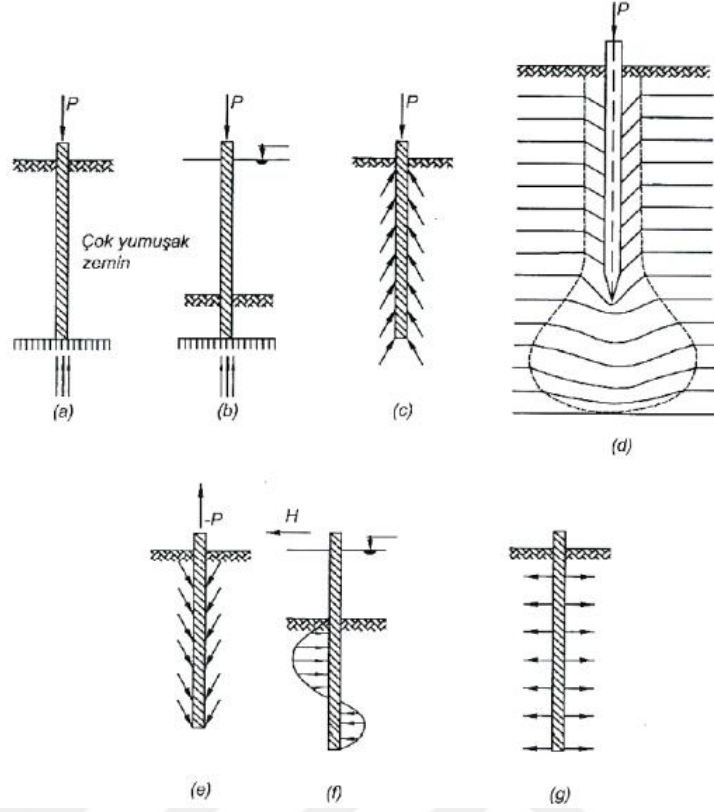 P
P
P
P
Çok yumuşak
zemin
(a)
(b)
(c)
(d)
-P
H
(e)
(f)
(g)